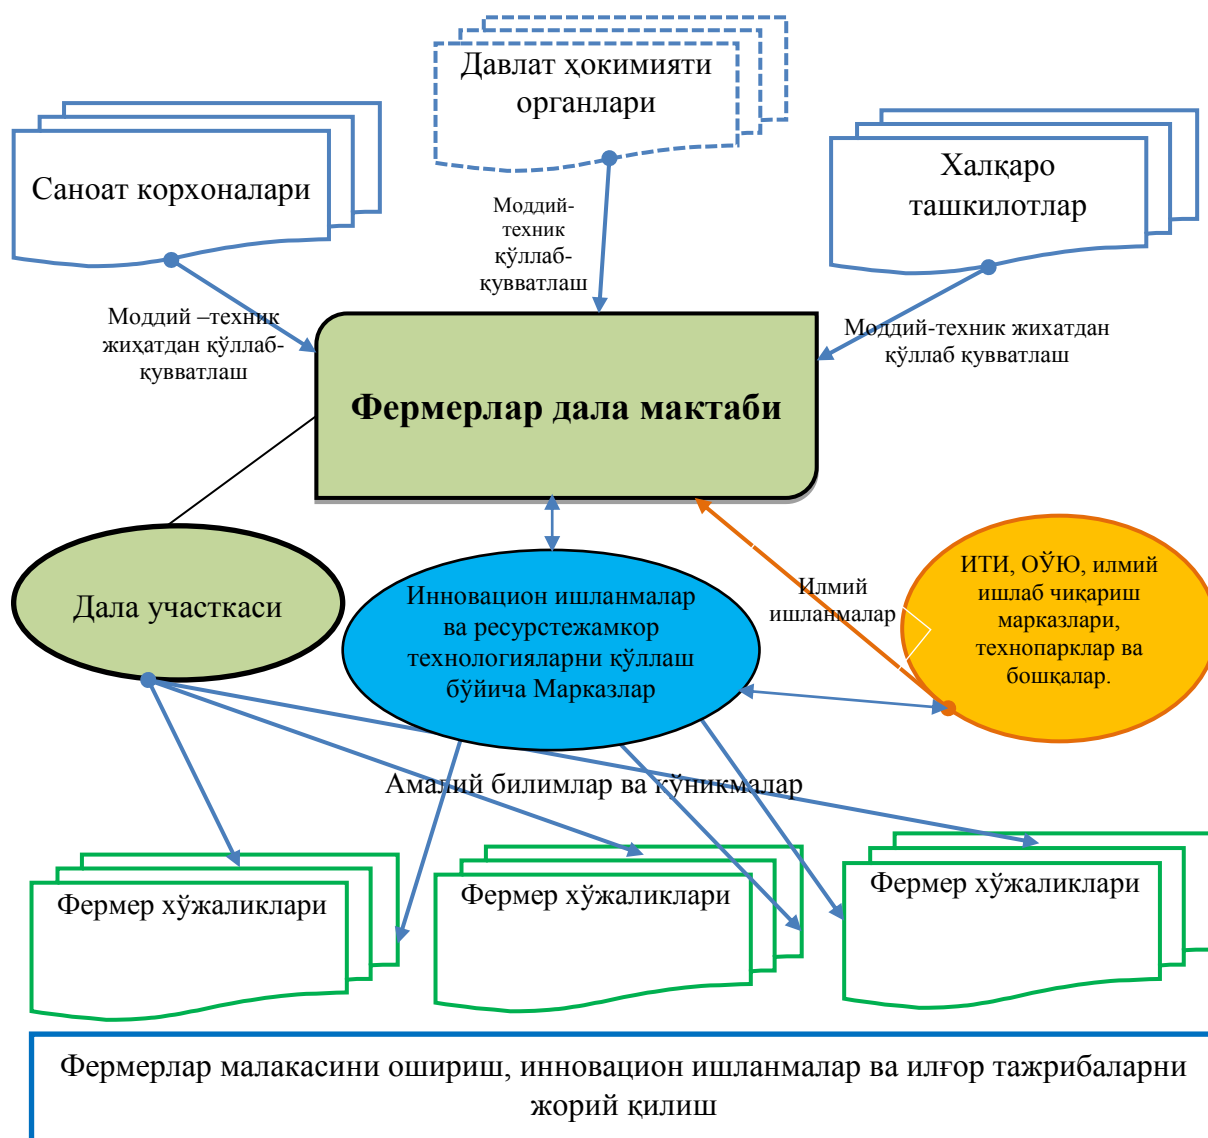 Давлат ҳокимияти
органлари
Саноат корхоналари
Халқаро
ташкилотлар
Моддий-
техник
қўллаб-
қувватлаш
Моддий –техник
жиҳатдан қўллаб-
қувватлаш
Моддий-техник жихатдан
қўллаб қувватлаш
Фермерлар дала мактаби
Дала участкаси
Инновацион ишланмалар
ва ресурстежамкор
технологияларни қўллаш
бўйича Марказлар
Илмий
ишланмалар
ИТИ, ОЎЮ, илмий
ишлаб чиқариш
марказлари,
технопарклар ва
бошқалар.
Амалий билимлар ва кўникмалар
Фермер хўжаликлари
Фермер хўжаликлари
Фермер хўжаликлари
Фермерлар малакасини ошириш, инновацион ишланмалар ва илғор тажрибаларни
жорий қилиш